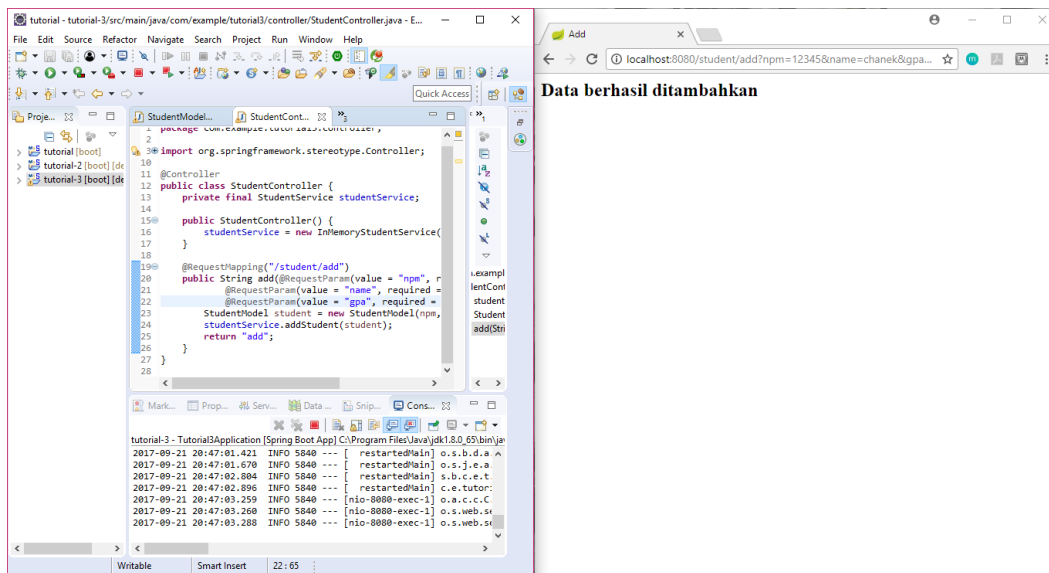 tutorial - tutorial-3/src/main/java/com/example/tutorial3/controller/StudentController.java - E...
File Edit Source Refactor Navigate Search Project Run Window Help
Quick Access
Proje...
tutorial [boot]
tutorial-2 [boot] [de
tutorial-3 [boot] [de
StudentModel...
StudentCont...
»3
1 package com.example.tutorial3.controller;
2
3 import org.springframework.stereotype.Controller;
10
11 @Controller
12 public class StudentController {
13 private final StudentService studentService;
14
15 public StudentController() {
16 studentService = new InMemoryStudentService(
17 }
18
19 @RequestMapping("/student/add")
20 public String add(@RequestParam(value = "npm", r
21 @RequestParam(value = "name", required =
22 @RequestParam(value = "gpa", required =
23 StudentModel student = new StudentModel(npm,
24 studentService.addStudent(student);
25 return "add";
26 }
27 }
28
»1
ı.exampl
lentCont
student
Student
add(Stri
Mark... Prop... Serv... Data ... Snip... Cons...
tutorial-3 - Tutorial3Application [Spring Boot App] C:\Program Files\Java\jdk1.8.0_65\bin\jav
2017-09-21 20:47:01.421 INFO 5840 --- [ restartedMain] o.s.b.d.a.
2017-09-21 20:47:01.670 INFO 5840 --- [ restartedMain] o.s.j.e.a
2017-09-21 20:47:02.804 INFO 5840 --- [ restartedMain] s.b.c.e.t
2017-09-21 20:47:02.896 INFO 5840 --- [ restartedMain] c.e.tutori
2017-09-21 20:47:03.259 INFO 5840 --- [nio-8080-exec-1] o.a.c.c.C
2017-09-21 20:47:03.260 INFO 5840 --- [nio-8080-exec-1] o.s.web.se
2017-09-21 20:47:03.288 INFO 5840 --- [nio-8080-exec-1] o.s.web.se
Writable Smart Insert 22 : 65
Add
localhost:8080/student/add?npm=12345&name=chanek&gpa...
Data berhasil ditambahkan